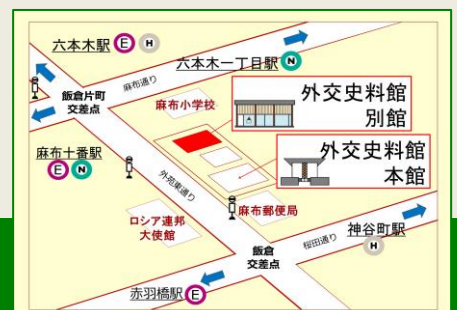 六本木駅 E H
六本木一丁目駅 N
飯倉片町
交差点
麻布通り
麻布小学校
外交史料館
別館
外交史料館
本館
麻布十番駅
E N
外苑東通り
麻布郵便局
ロシア連邦
大使館
神谷町駅
H
桜田通り
飯倉
交差点
赤羽橋駅 E